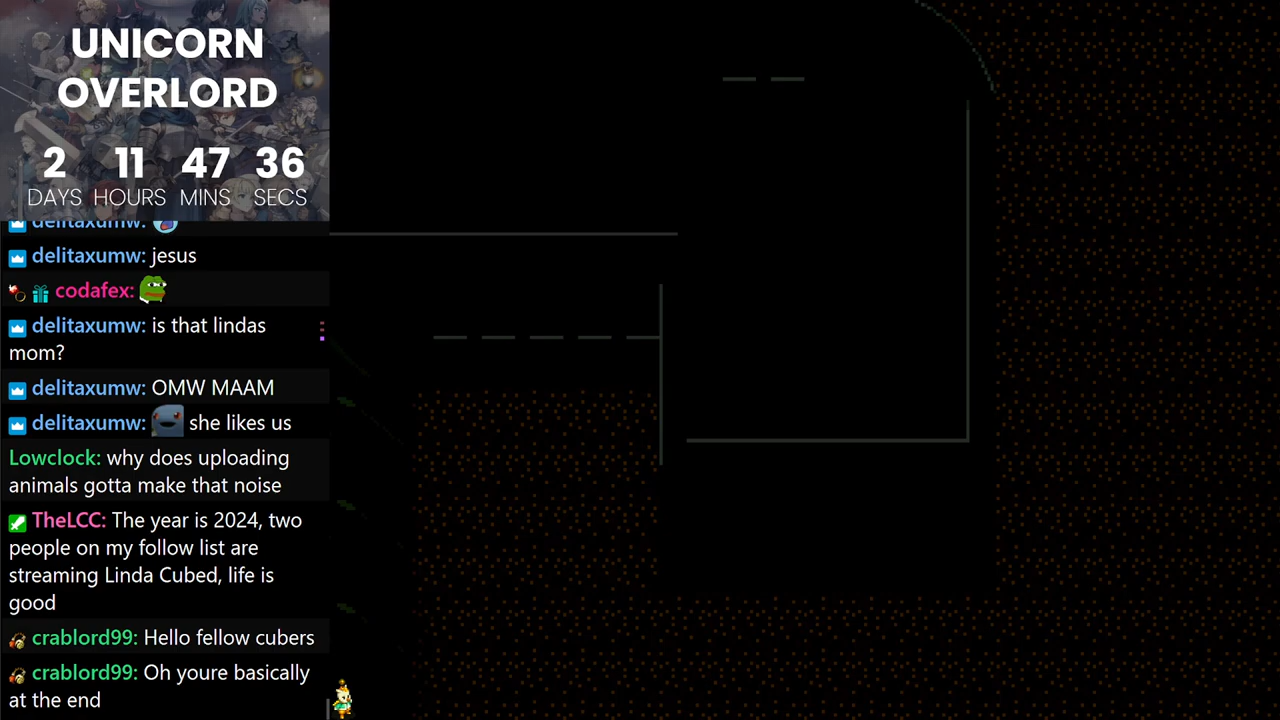 UNICORN
OVERLORD
2 11 47 36
DAYS HOURS MINS SECS
delitaxumw:
delitaxumw: jesus
codafex:
delitaxumw: is that lindas
mom?
delitaxumw: OMW MAAM
delitaxumw: she likes us
Lowclock: why does uploading
animals gotta make that noise
TheLCC: The year is 2024, two
people on my follow list are
streaming Linda Cubed, life is
good
crablord99: Hello fellow cubers
crablord99: Oh youre basically
at the end